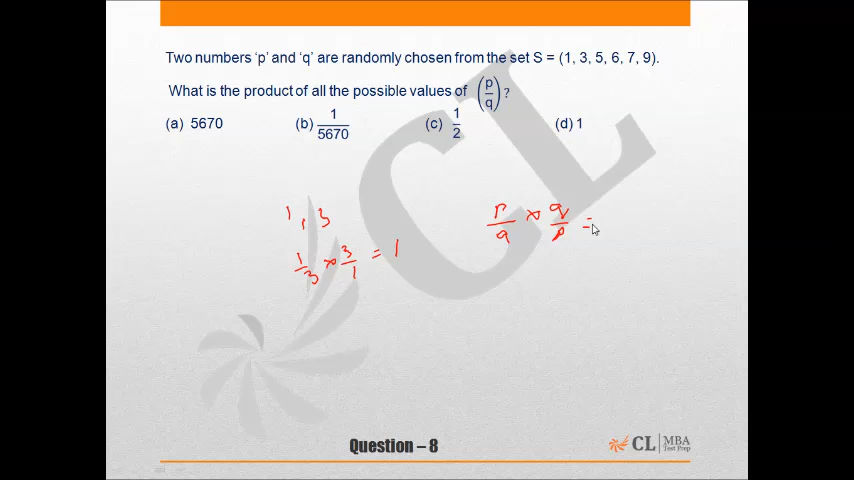 Two numbers 'p' and 'q' are randomly chosen from the set S = (1, 3, 5, 6, 7, 9).
What is the product of all the possible values of (p/q)?
(a) 5670 (b) 1/5670 (c) 1/2 (d) 1
1, 3
1/3 × 3/1 = 1
p/q × q/p =
CL
Question – 8
CL MBA Test Prep